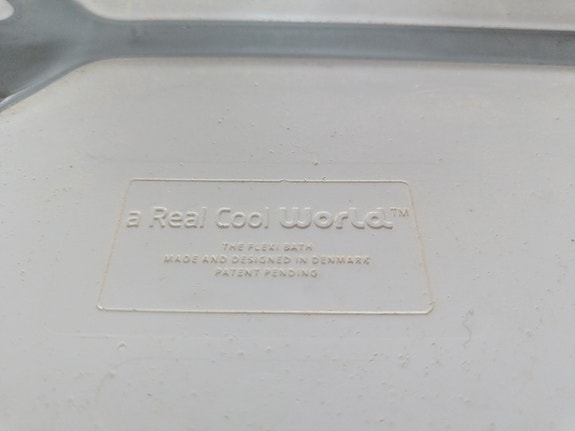 a Real Cool World™
THE FLEXI BATH
MADE AND DESIGNED IN DENMARK
PATENT PENDING